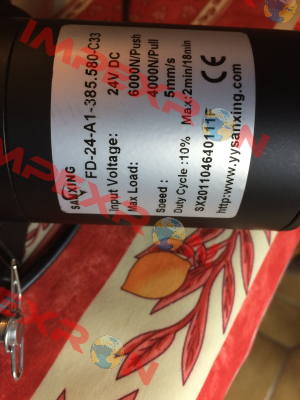 SANXING
FD-24-A1-385.580-C33
Input Voltage: 24V DC
Max Load: 6000N/Push
4000N/Pull
Speed: 5mm/s
Duty Cycle :10% Max:2min/18min
CE
http:www.yysanxing.com
IMPEXRON